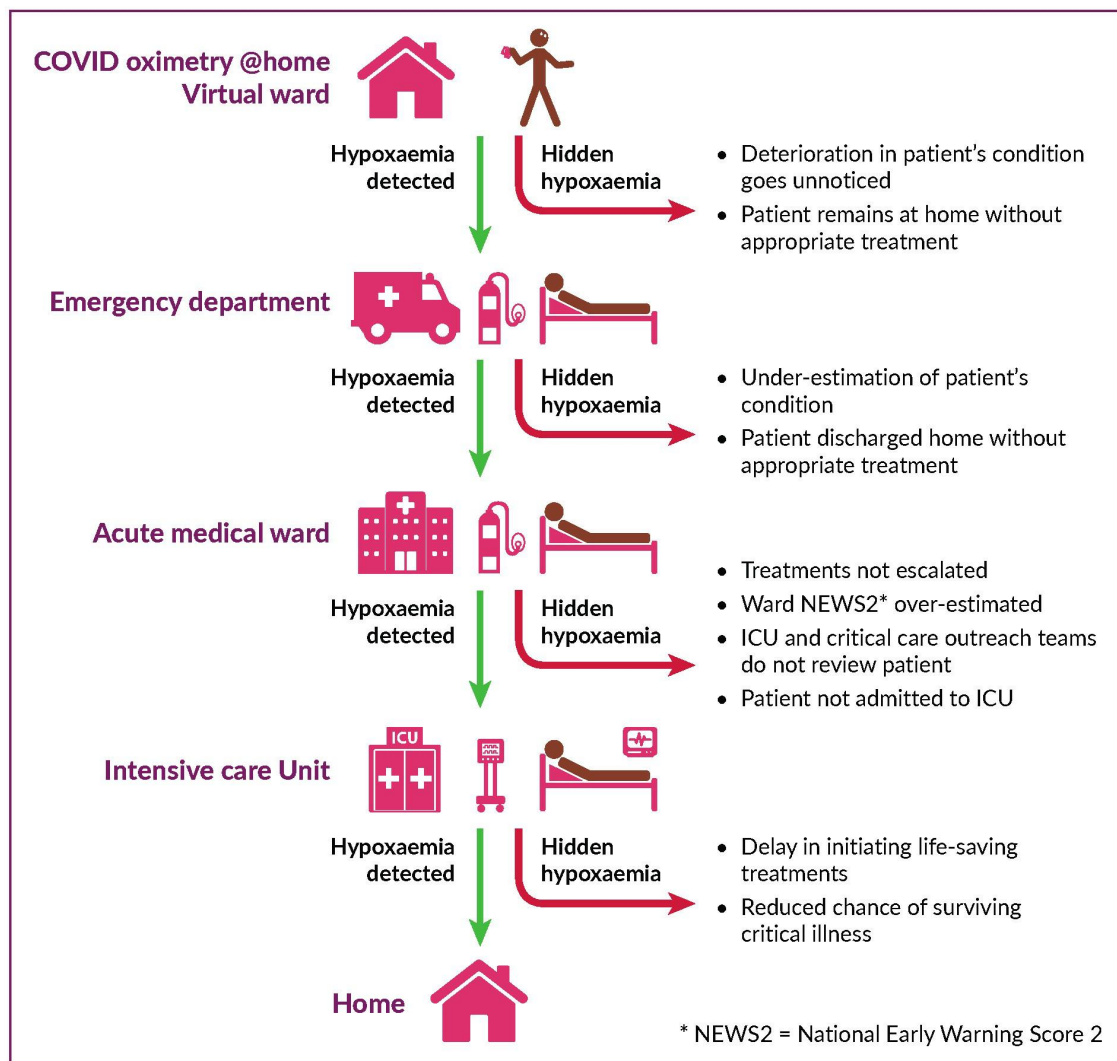 COVID oximetry @home
Virtual ward
Hypoxaemia
detected
Hidden
hypoxaemia
• Deterioration in patient's condition
goes unnoticed
• Patient remains at home without
appropriate treatment
Emergency department
Hypoxaemia
detected
Hidden
hypoxaemia
• Under-estimation of patient's
condition
• Patient discharged home without
appropriate treatment
Acute medical ward
Hypoxaemia
detected
Hidden
hypoxaemia
• Treatments not escalated
• Ward NEWS2* over-estimated
• ICU and critical care outreach teams
do not review patient
• Patient not admitted to ICU
ICU
Intensive care Unit
Hypoxaemia
detected
Hidden
hypoxaemia
• Delay in initiating life-saving
treatments
• Reduced chance of surviving
critical illness
Home
* NEWS2 = National Early Warning Score 2